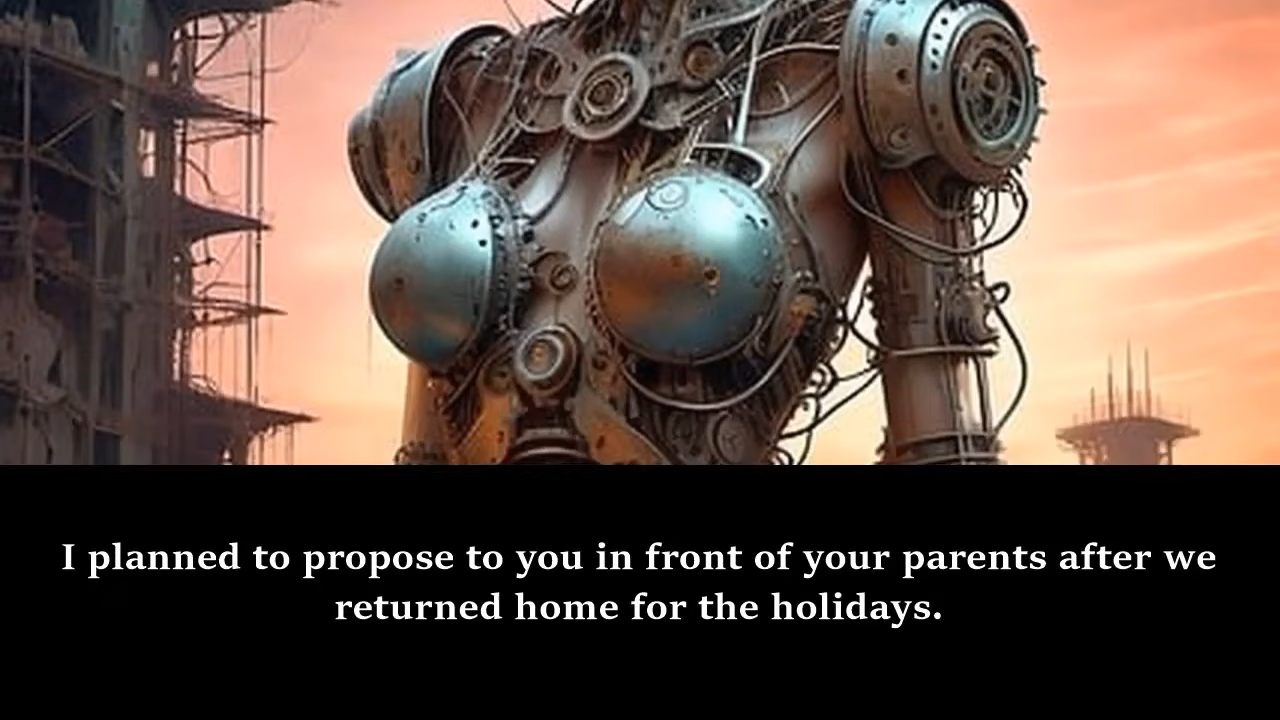 I planned to propose to you in front of your parents after we
returned home for the holidays.